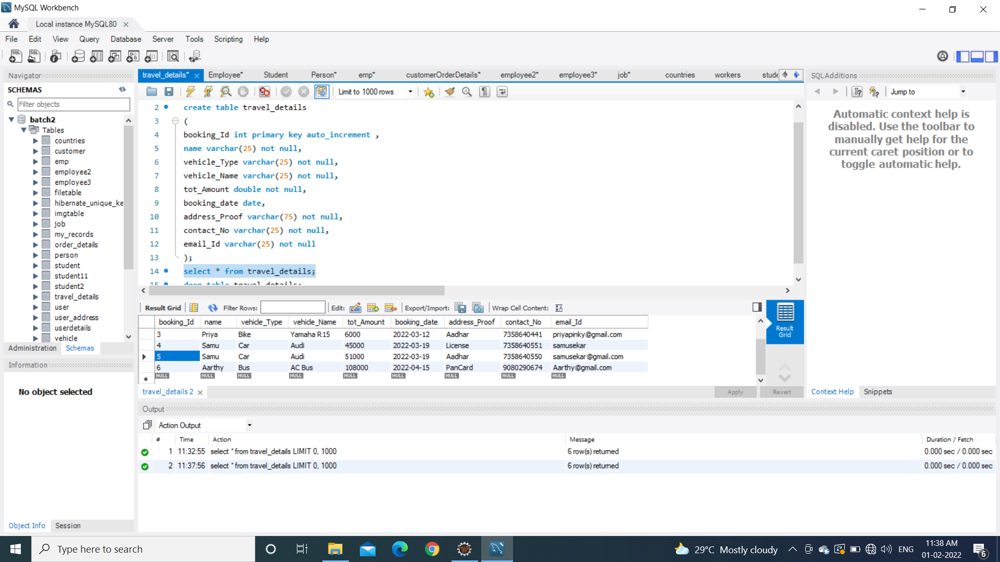 MySQL Workbench
Local instance MySQL80
File Edit View Query Database Server Tools Scripting Help
Navigator
SCHEMAS
Filter objects
batch2
Tables
countries
customer
emp
employee2
employee3
filetable
hibernate_unique_ke
imgtable
job
my_records
order_details
person
student
student11
student2
travel_details
user
user_address
userdetails
vehicle
Administration Schemas
Information
No object selected
Object Info Session
travel_details* Employee* Student Person* emp* customerOrderDetails* employee2* employee3* job* countries workers stude
Limit to 1000 rows
2 create table travel_details
3 (
4 booking_Id int primary key auto_increment ,
5 name varchar(25) not null,
6 vehicle_Type varchar(25) not null,
7 vehicle_Name varchar(25) not null,
8 tot_Amount double not null,
9 booking_date date,
10 address_Proof varchar(75) not null,
11 contact_No varchar(25) not null,
12 email_Id varchar(25) not null
13 );
14 select * from travel_details;
15 drop table travel_details;
Result Grid Filter Rows: Edit: Export/Import: Wrap Cell Content:
booking_Id name vehicle_Type vehicle_Name tot_Amount booking_date address_Proof contact_No email_Id
3 Priya Bike Yamaha R15 6000 2022-03-12 Aadhar 7358640441 priyapinky@gmail.com
4 Samu Car Audi 45000 2022-03-19 License 7358640551 samusekar
5 Samu Car Audi 51000 2022-03-19 Aadhar 7358640550 samusekar@gmail.com
6 Aarthy Bus AC Bus 108000 2022-04-15 PanCard 9080290674 Aarthy@gmail.com
NULL NULL NULL NULL NULL NULL NULL NULL NULL
Result Grid
travel_details 2
Apply Revert
SQLAdditions
Jump to
Automatic context help is
disabled. Use the toolbar to
manually get help for the
current caret position or to
toggle automatic help.
Context Help Snippets
Output
Action Output
# Time Action Message Duration / Fetch
1 11:32:55 select * from travel_details LIMIT 0, 1000 6 row(s) returned 0.000 sec / 0.000 sec
2 11:37:56 select * from travel_details LIMIT 0, 1000 6 row(s) returned 0.000 sec / 0.000 sec
Type here to search
29°C Mostly cloudy
ENG
11:38 AM
01-02-2022
6